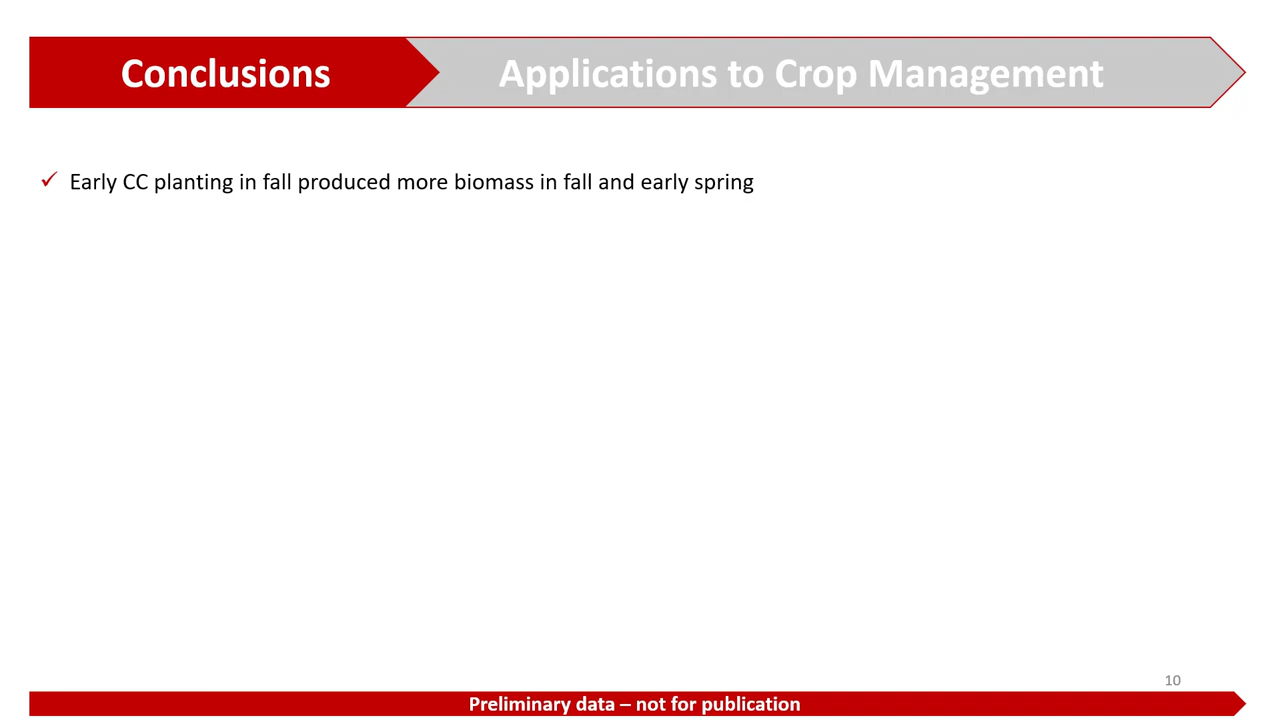 Conclusions
Applications to Crop Management
✓ Early CC planting in fall produced more biomass in fall and early spring
10
Preliminary data – not for publication